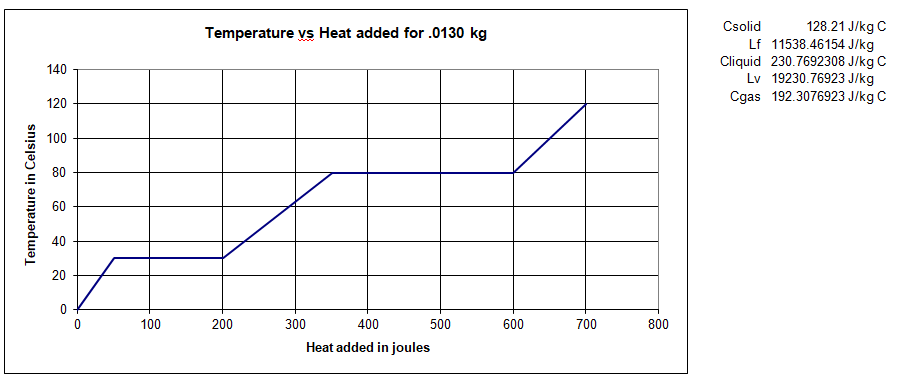 Temperature vs Heat added for .0130 kg
140
120
100
80
60
40
20
0
Temperature in Celsius
0 100 200 300 400 500 600 700 800
Heat added in joules
Csolid 128.21 J/kg C
Lf 11538.46154 J/kg
Cliquid 230.7692308 J/kg C
Lv 19230.76923 J/kg
Cgas 192.3076923 J/kg C